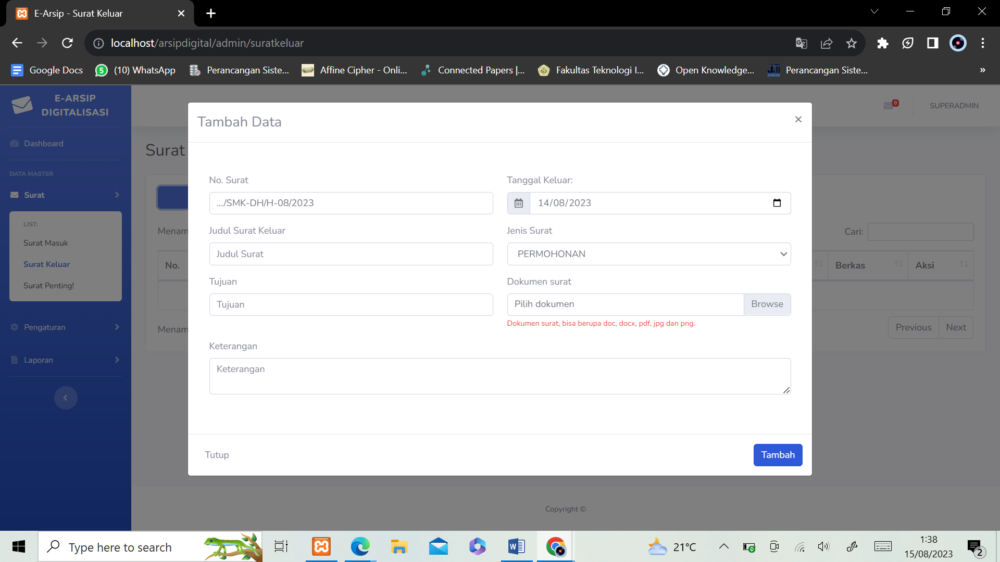 E-Arsip - Surat Keluar
localhost/arsipdigital/admin/suratkeluar
Google Docs
5
(10) WhatsApp
Perancangan Siste...
Affine Cipher - Onli...
Connected Papers |...
Fakultas Teknologi I...
Open Knowledge...
Perancangan Siste...
»
E-ARSIP
DIGITALISASI
Dashboard
DATA MASTER
Surat
LIST:
Surat Masuk
Surat Keluar
Surat Penting!
Pengaturan
Laporan
0
SUPERADMIN
Surat
Menam
Cari:
No.
Berkas
Aksi
Menam
Previous
Next
Tambah Data
×
No. Surat
.../SMK-DH/H-08/2023
Tanggal Keluar:
14/08/2023
Judul Surat Keluar
Judul Surat
Jenis Surat
PERMOHONAN
Tujuan
Tujuan
Dokumen surat
Pilih dokumen
Browse
Dokumen surat, bisa berupa doc, docx, pdf, jpg dan png.
Keterangan
Keterangan
Tutup
Tambah
Copyright ©
Type here to search
21°C
1:38
15/08/2023
2